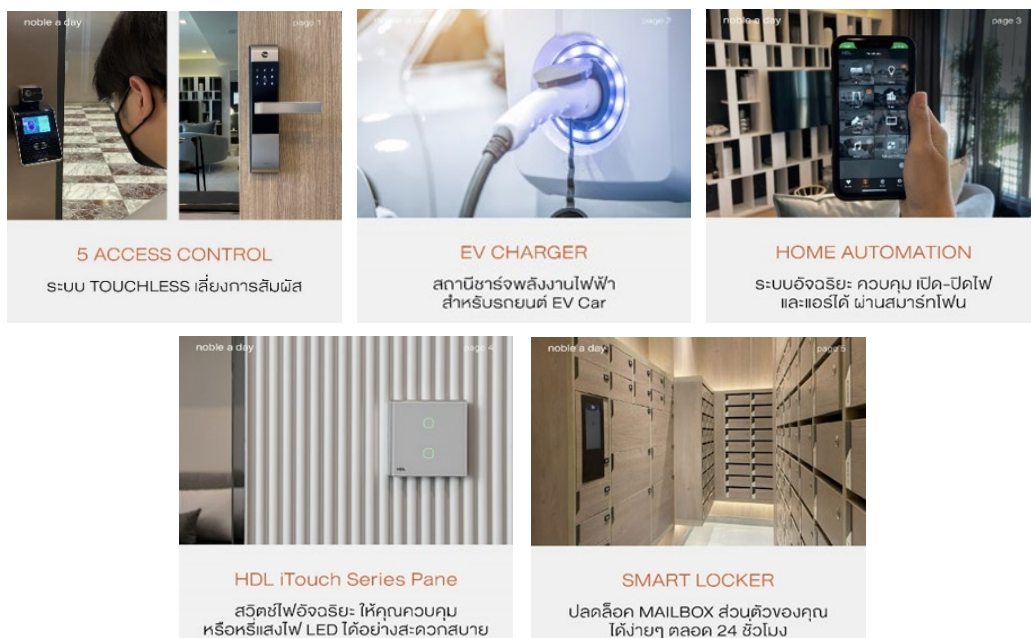 noble a day
page 1
5 ACCESS CONTROL
ระบบ TOUCHLESS เลี่ยงการสัมผัส
page 2
EV CHARGER
สถานีชาร์จพลังงานไฟฟ้า
สำหรับรถยนต์ EV Car
page 3
HOME AUTOMATION
ระบบอัจฉริยะ ควบคุม เปิด-ปิดไฟ
และแอร์ได้ ผ่านสมาร์ทโฟน
noble a day
page 4
HDL
HDL iTouch Series Pane
สวิตช์ไฟอัจฉริยะ ให้คุณควบคุม
หรือหรี่แสงไฟ LED ได้อย่างสะดวกสบาย
noble a day
page 5
SMART LOCKER
ปลดล็อค MAILBOX ส่วนตัวของคุณ
ได้ง่ายๆ ตลอด 24 ชั่วโมง